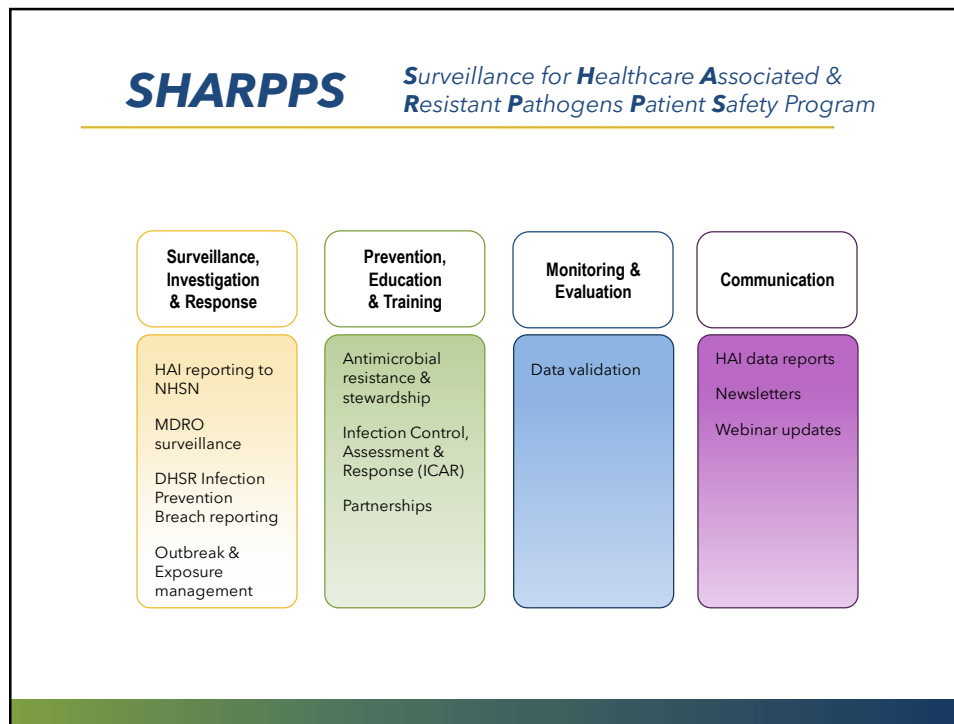 SHARPPS
Surveillance for Healthcare Associated &
Resistant Pathogens Patient Safety Program
Surveillance,
Investigation
& Response
HAI reporting to
NHSN
MDRO
surveillance
DHSR Infection
Prevention
Breach reporting
Outbreak &
Exposure
management
Prevention,
Education
& Training
Antimicrobial
resistance &
stewardship
Infection Control,
Assessment &
Response (ICAR)
Partnerships
Monitoring &
Evaluation
Data validation
Communication
HAI data reports
Newsletters
Webinar updates